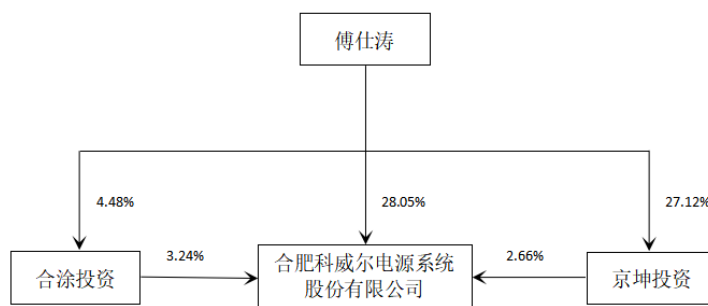 傅仕涛
4.48%
28.05%
27.12%
合涂投资
3.24%
合肥科威尔电源系统
股份有限公司
2.66%
京坤投资